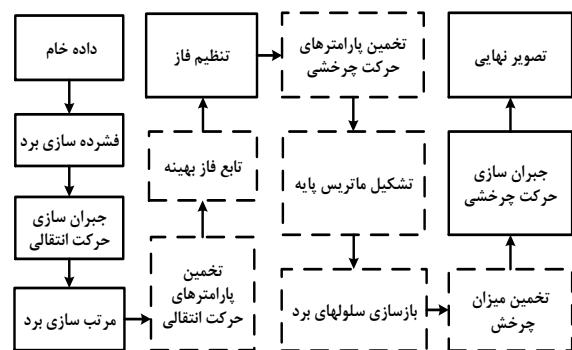 داده خام
فشرده سازی برد
جبران سازی
حرکت انتقالی
مرتب سازی برد
تخمین
پارامترهای
حرکت انتقالی
تابع فاز بهینه
تنظیم فاز
تخمین پارامترهای
حرکت چرخشی
تشکیل ماتریس پایه
بازسازی سلولهای برد
تخمین میزان
چرخش
جبران سازی
حرکت چرخشی
تصویر نهایی